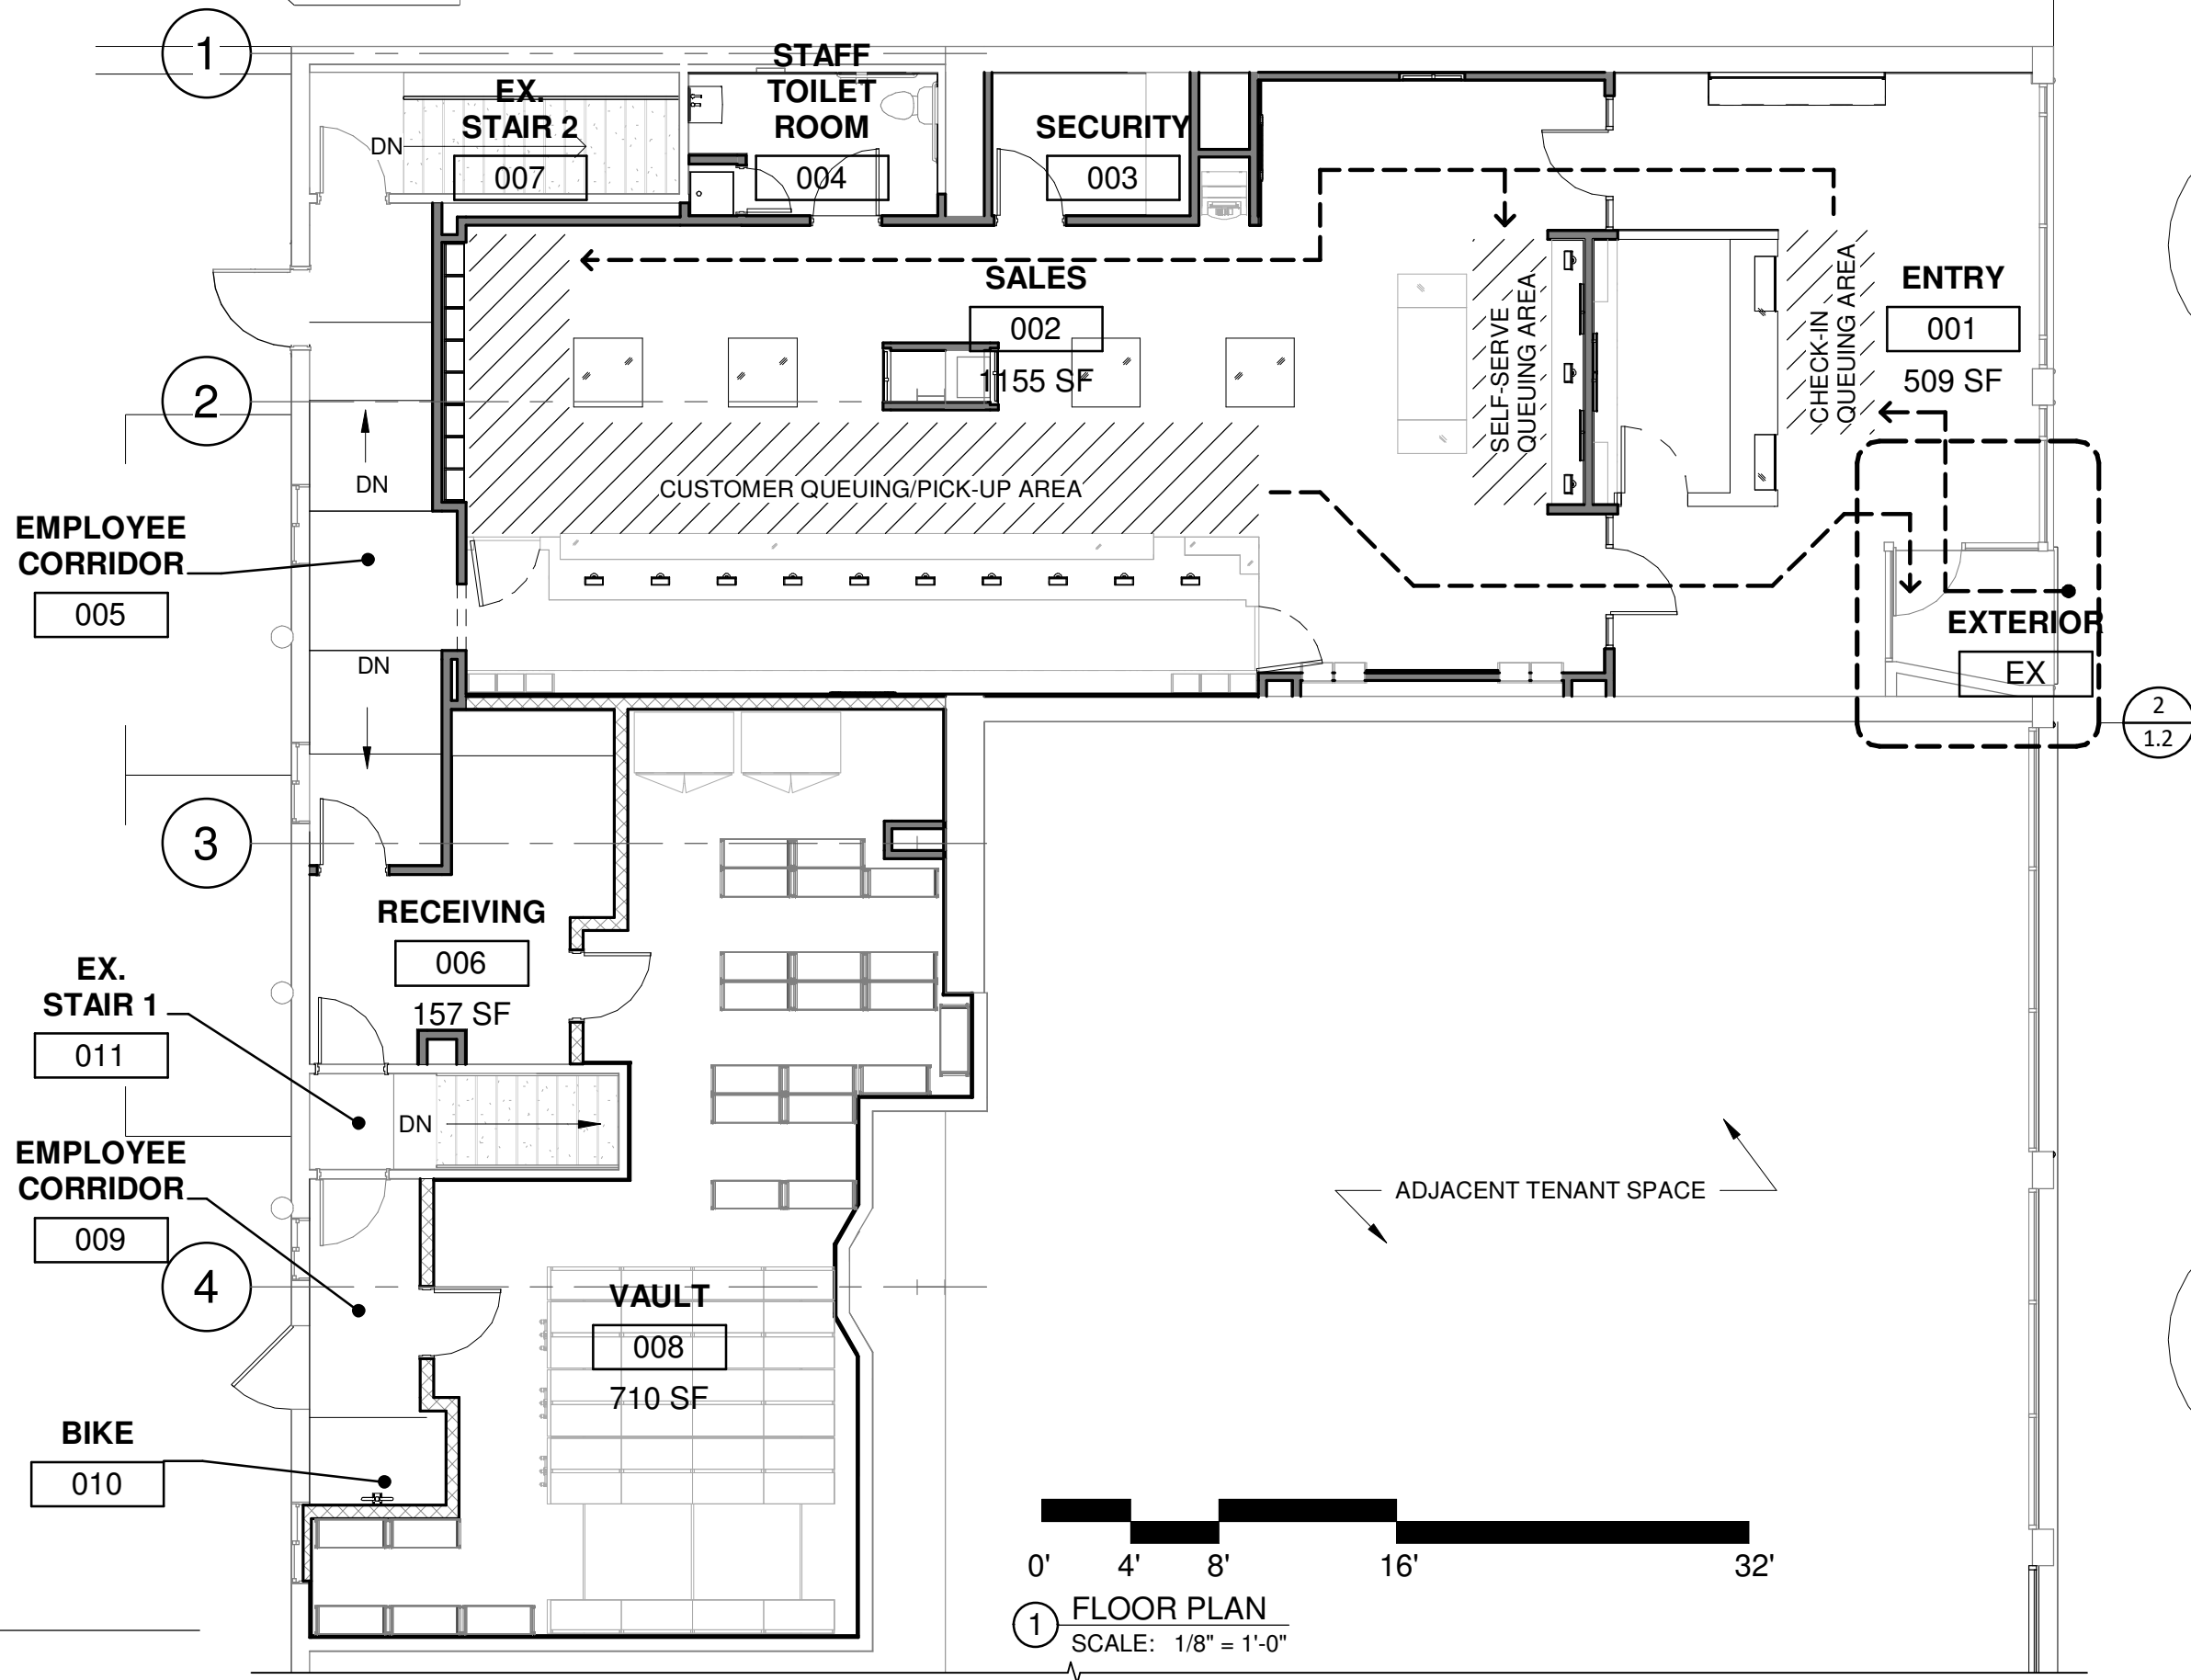 1
STAFF
TOILET
ROOM
004
EX.
STAIR 2
007
DN
SECURITY
003
SALES
002
1155 SF
SELF-SERVE
QUEUING AREA
CHECK-IN
QUEUING AREA
ENTRY
001
509 SF
2
DN
CUSTOMER QUEUING/PICK-UP AREA
EMPLOYEE
CORRIDOR
005
EXTERIOR
EX
2
1.2
DN
3
RECEIVING
006
157 SF
EX.
STAIR 1
011
DN
EMPLOYEE
CORRIDOR
009
ADJACENT TENANT SPACE
4
VAULT
008
710 SF
BIKE
010
0' 4' 8' 16' 32'
1 FLOOR PLAN
SCALE: 1/8" = 1'-0"